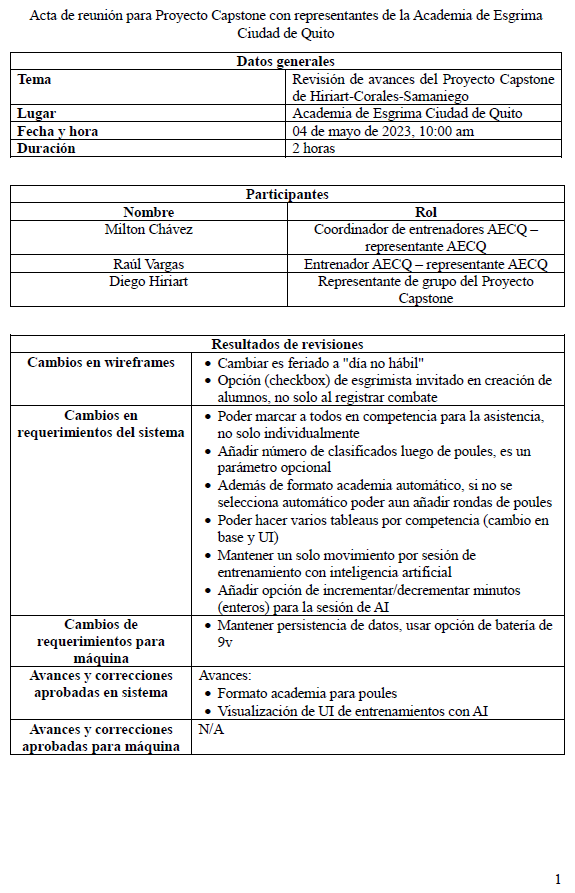 Acta de reunión para Proyecto Capstone con representantes de la Academia de Esgrima
Ciudad de Quito
Datos generales
Tema
Revisión de avances del Proyecto Capstone
de Hiriart-Corales-Samaniego
Lugar
Academia de Esgrima Ciudad de Quito
Fecha y hora
04 de mayo de 2023, 10:00 am
Duración
2 horas
Participantes
Nombre
Rol
Milton Chávez
Coordinador de entrenadores AECQ –
representante AECQ
Raúl Vargas
Entrenador AECQ – representante AECQ
Diego Hiriart
Representante de grupo del Proyecto
Capstone
Resultados de revisiones
Cambios en wireframes
• Cambiar es feriado a "día no hábil"
• Opción (checkbox) de esgrimista invitado en creación de
alumnos, no solo al registrar combate
Cambios en
requerimientos del sistema
• Poder marcar a todos en competencia para la asistencia,
no solo individualmente
• Añadir número de clasificados luego de poules, es un
parámetro opcional
• Además de formato academia automático, si no se
selecciona automático poder aun añadir rondas de poules
• Poder hacer varios tableaus por competencia (cambio en
base y UI)
• Mantener un solo movimiento por sesión de
entrenamiento con inteligencia artificial
• Añadir opción de incrementar/decrementar minutos
(enteros) para la sesión de AI
Cambios de
requerimientos para
máquina
• Mantener persistencia de datos, usar opción de batería de
9v
Avances y correcciones
aprobadas en sistema
Avances:
• Formato academia para poules
• Visualización de UI de entrenamientos con AI
Avances y correcciones
aprobadas para máquina
N/A
1